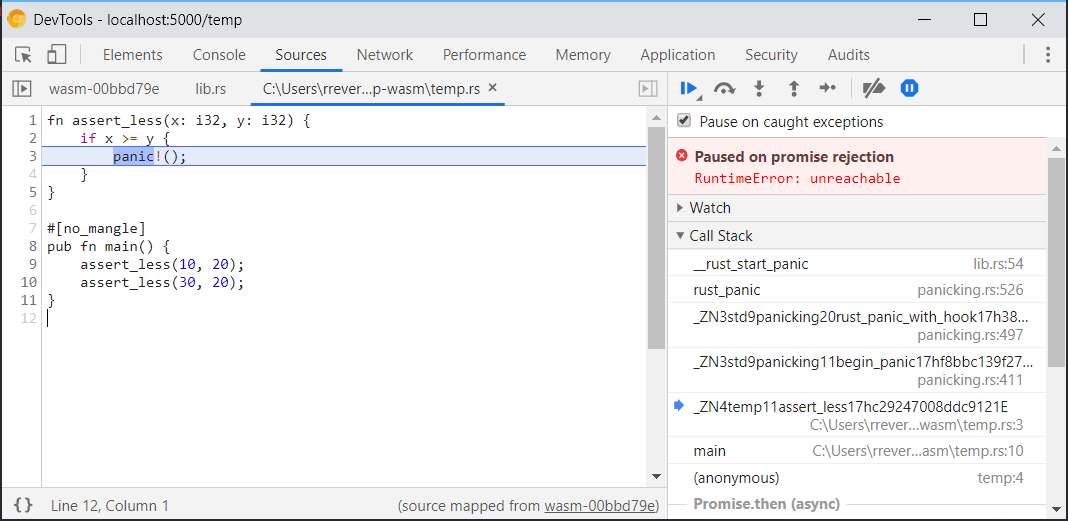 DevTools - localhost:5000/temp
Elements Console Sources Network Performance Memory Application Security Audits
wasm-00bbd79e lib.rs C:\Users\rrever...p-wasm\temp.rs ×
1 fn assert_less(x: i32, y: i32) {
2 if x >= y {
3 panic!();
4 }
5 }
6
7 #[no_mangle]
8 pub fn main() {
9 assert_less(10, 20);
10 assert_less(30, 20);
11 }
12
{} Line 12, Column 1 (source mapped from wasm-00bbd79e)
Pause on caught exceptions
Paused on promise rejection
RuntimeError: unreachable
Watch
Call Stack
__rust_start_panic lib.rs:54
rust_panic panicking.rs:526
_ZN3std9panicking20rust_panic_with_hook17h38...
panicking.rs:497
_ZN3std9panicking11begin_panic17hf8bbc139f27...
panicking.rs:411
_ZN4temp11assert_less17hc29247008ddc9121E
C:\Users\rrever...wasm\temp.rs:3
main C:\Users\rrever...asm\temp.rs:10
(anonymous) temp:4
Promise.then (async)